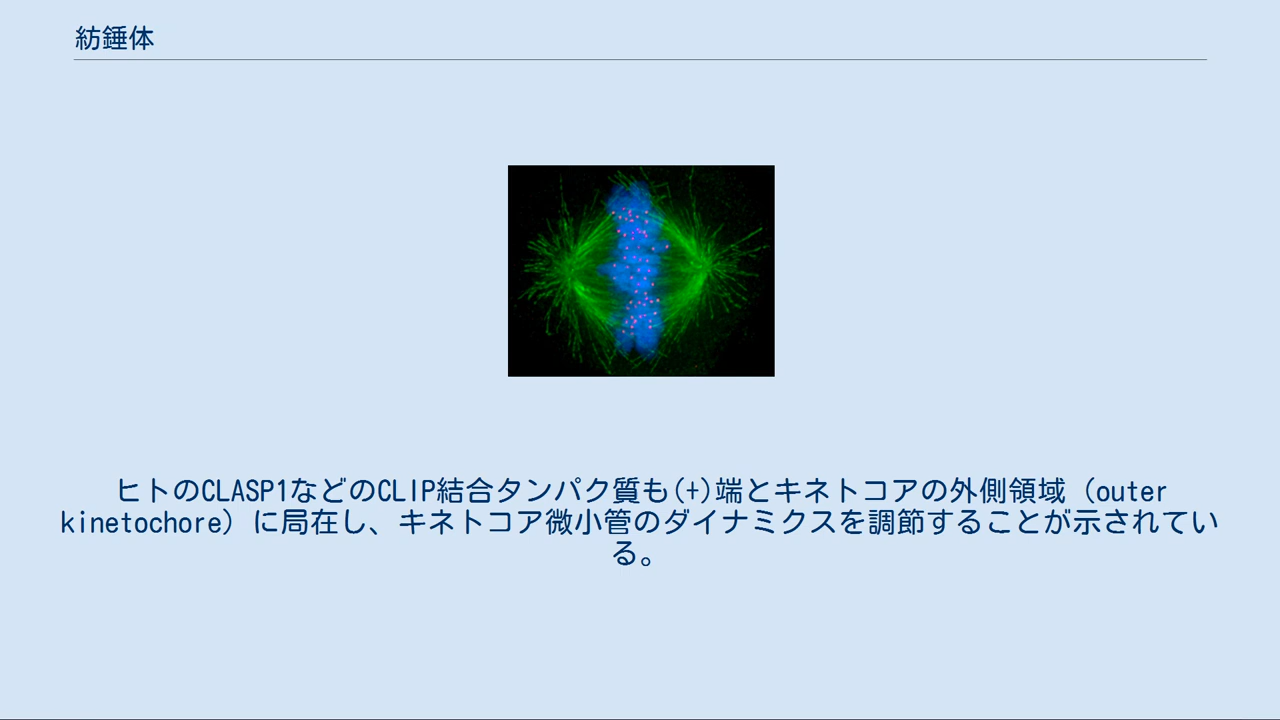 紡錘体
ヒトのCLASP1などのCLIP結合タンパク質も(+)端とキネトコアの外側領域（outer
kinetochore）に局在し、キネトコア微小管のダイナミクスを調節することが示されてい
る。